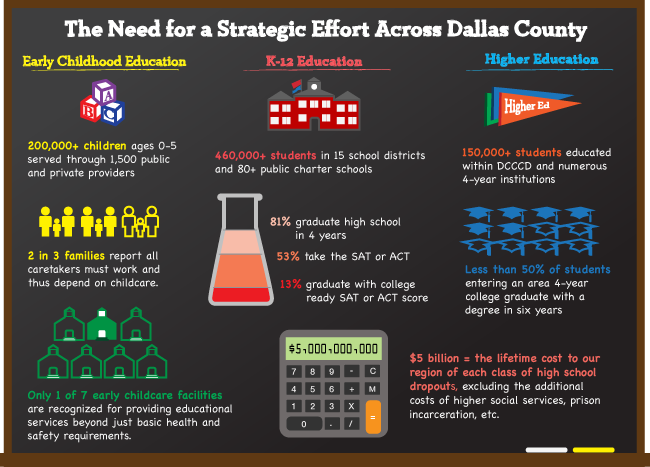 The Need for a Strategic Effort Across Dallas County
Early Childhood Education
A
B
C
200,000+ children ages 0-5
served through 1,500 public
and private providers
2 in 3 families report all
caretakers must work and
thus depend on childcare.
Only 1 of 7 early childcare facilities
are recognized for providing educational
services beyond just basic health and
safety requirements.
K-12 Education
460,000+ students in 15 school districts
and 80+ public charter schools
81% graduate high school
in 4 years
53% take the SAT or ACT
13% graduate with college
ready SAT or ACT score
$5,000,000,000
7 8 9 - C
4 5 6 + M
1 2 3 X =
0 . /
$5 billion = the lifetime cost to our
region of each class of high school
dropouts, excluding the additional
costs of higher social services, prison
incarceration, etc.
Higher Education
Higher Ed
150,000+ students educated
within DCCCD and numerous
4-year institutions
Less than 50% of students
entering an area 4-year
college graduate with a
degree in six years